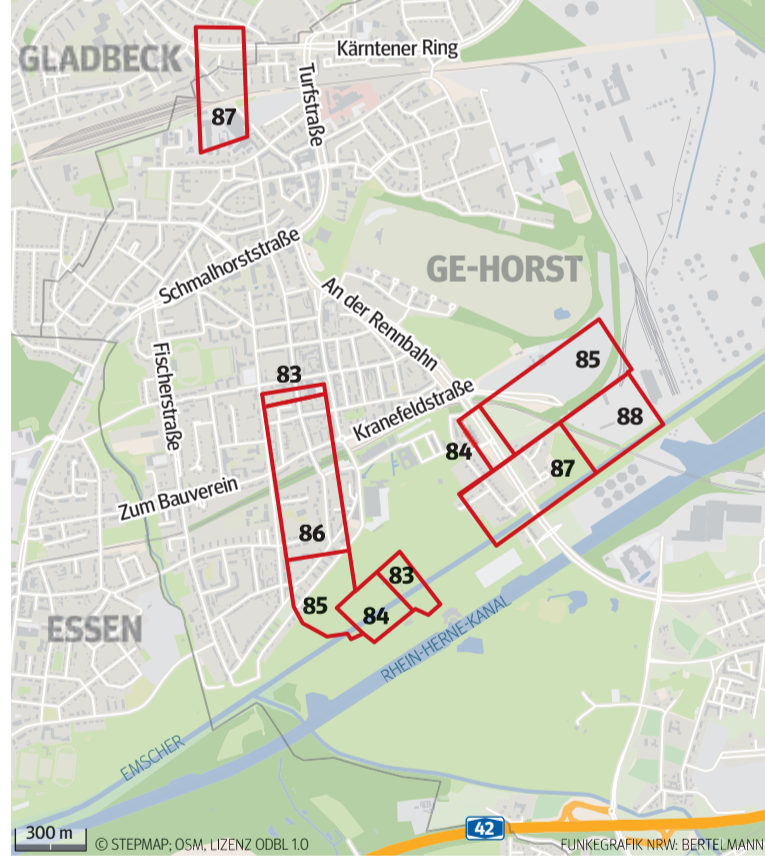 GLADBECK
Kärntener Ring
Turfstraße
87
Schmalhorststraße
GE-HORST
An der Rennbahn
Fischerstraße
83
85
Kranefeldstraße
88
84
87
Zum Bauverein
86
83
85
84
ESSEN
RHEIN-HERNE-KANAL
EMSCHER
300 m
© STEPMAP; OSM, LIZENZ ODBL 1.0
42
FUNKEGRAFIK NRW: BERTELMANN